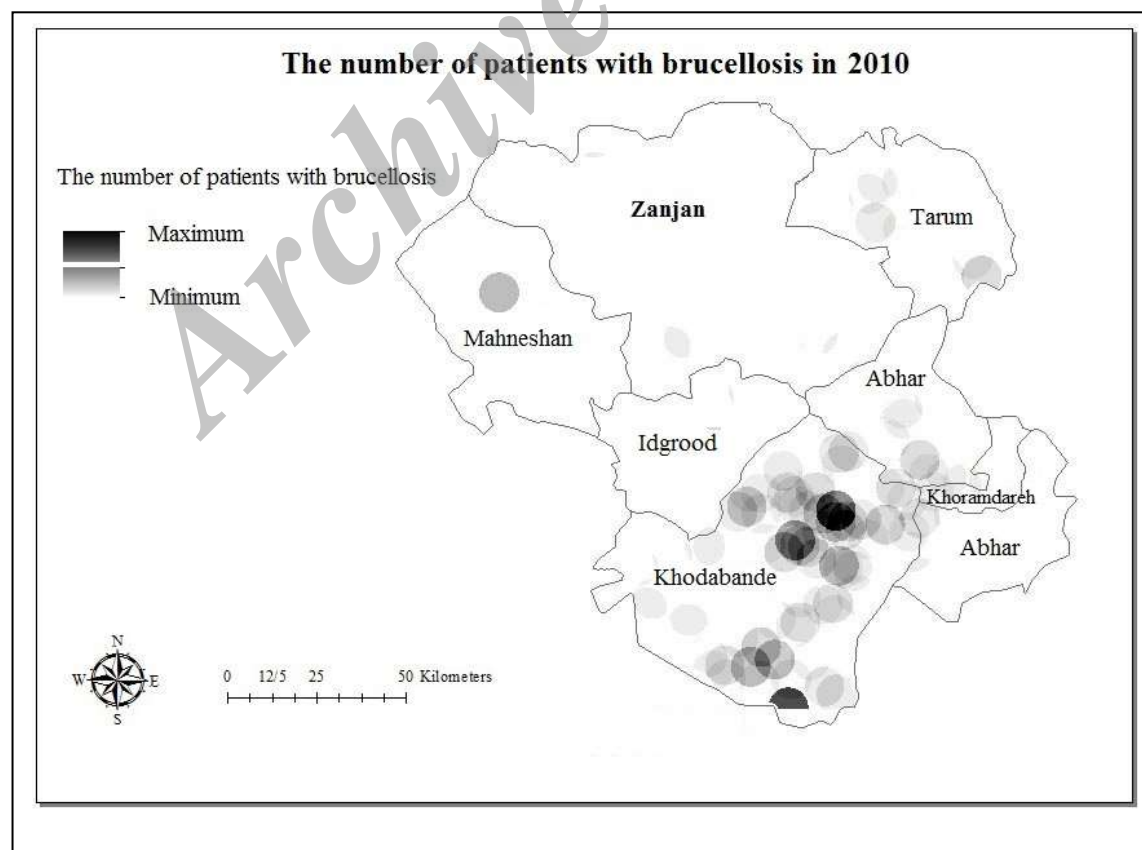 The number of patients with brucellosis in 2010
The number of patients with brucellosis
Maximum
Minimum
Zanjan
Tarum
Mahneshan
Abhar
Idgrood
Khoramdareh
Abhar
Khodabande
N
W E
S
0 12/5 25 50 Kilometers
Archive